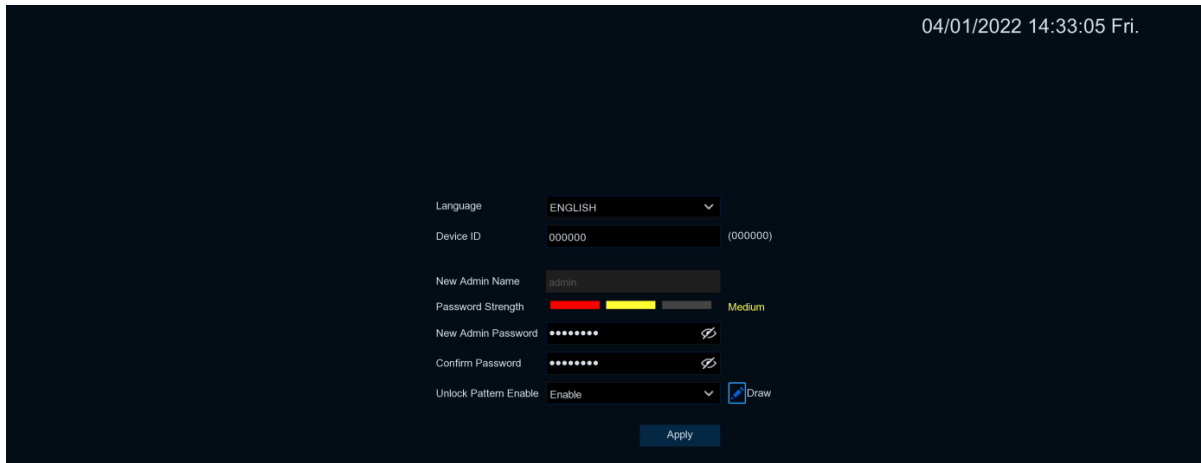 04/01/2022 14:33:05 Fri.
Language ENGLISH
Device ID 000000 (000000)
New Admin Name admin
Password Strength Medium
New Admin Password ••••••••
Confirm Password ••••••••
Unlock Pattern Enable Enable Draw
Apply